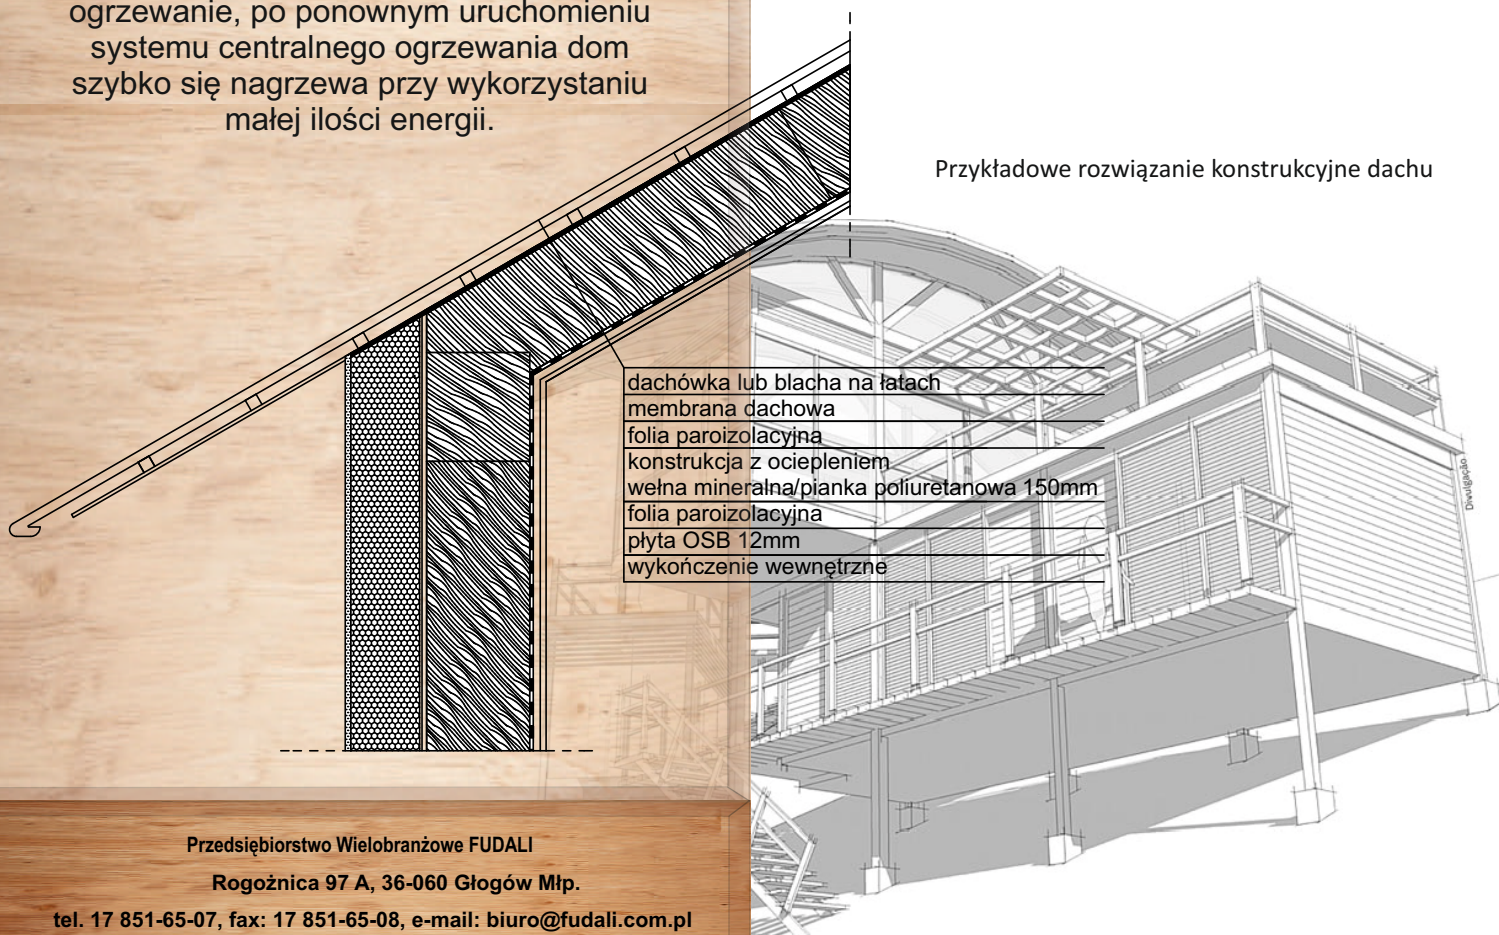 ogrzewanie, po ponownym uruchomieniu
systemu centralnego ogrzewania dom
szybko się nagrzewa przy wykorzystaniu
małej ilości energii.
Przykładowe rozwiązanie konstrukcyjne dachu
dachówka lub blacha na łatach
membrana dachowa
folia paroizolacyjna
konstrukcja z ociepleniem
wełna mineralna/pianka poliuretanowa 150mm
folia paroizolacyjna
płyta OSB 12mm
wykończenie wewnętrzne
Divulgação
Przedsiębiorstwo Wielobranżowe FUDALI
Rogożnica 97 A, 36-060 Głogów Młp.
tel. 17 851-65-07, fax: 17 851-65-08, e-mail: biuro@fudali.com.pl